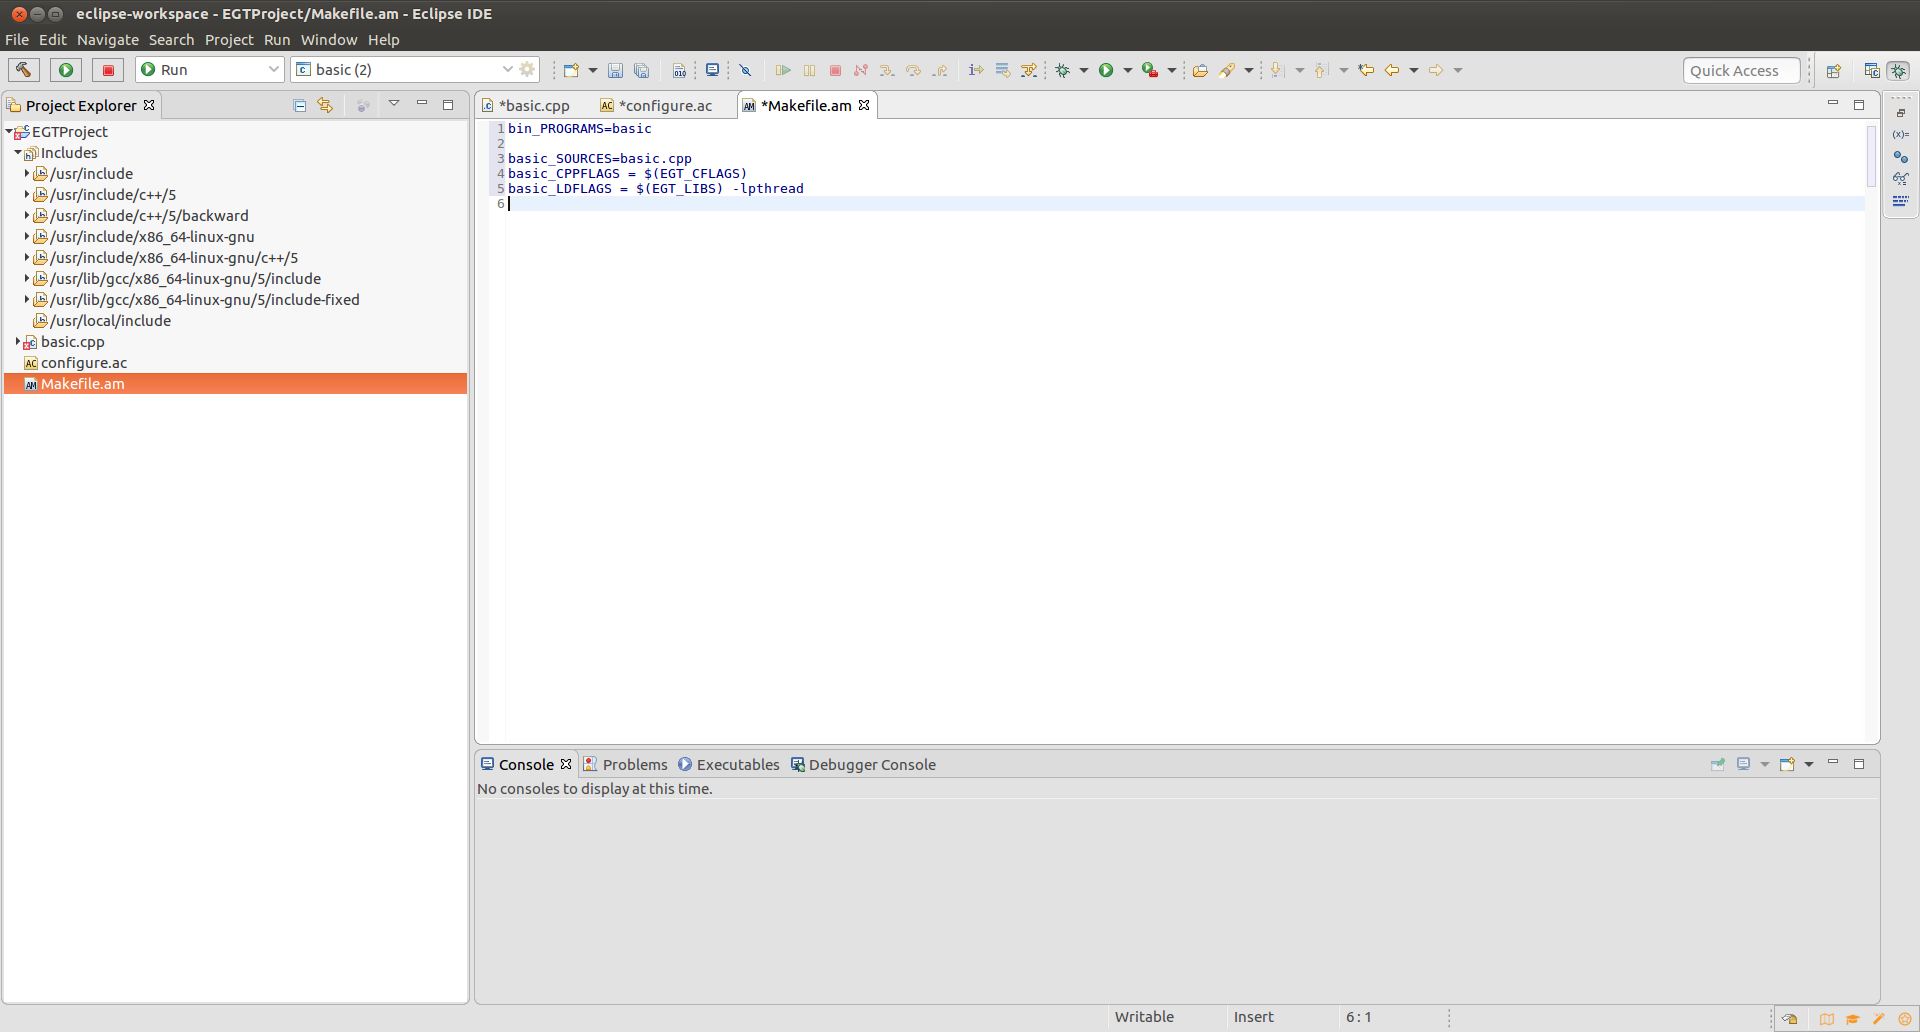 eclipse-workspace - EGTProject/Makefile.am - Eclipse IDE
File Edit Navigate Search Project Run Window Help
Run basic (2) Quick Access
Project Explorer
EGTProject
Includes
/usr/include
/usr/include/c++/5
/usr/include/c++/5/backward
/usr/include/x86_64-linux-gnu
/usr/include/x86_64-linux-gnu/c++/5
/usr/lib/gcc/x86_64-linux-gnu/5/include
/usr/lib/gcc/x86_64-linux-gnu/5/include-fixed
/usr/local/include
basic.cpp
configure.ac
Makefile.am
*basic.cpp *configure.ac *Makefile.am
1 bin_PROGRAMS=basic
2
3 basic_SOURCES=basic.cpp
4 basic_CPPFLAGS = $(EGT_CFLAGS)
5 basic_LDFLAGS = $(EGT_LIBS) -lpthread
6
Console Problems Executables Debugger Console
No consoles to display at this time.
Writable Insert 6 : 1